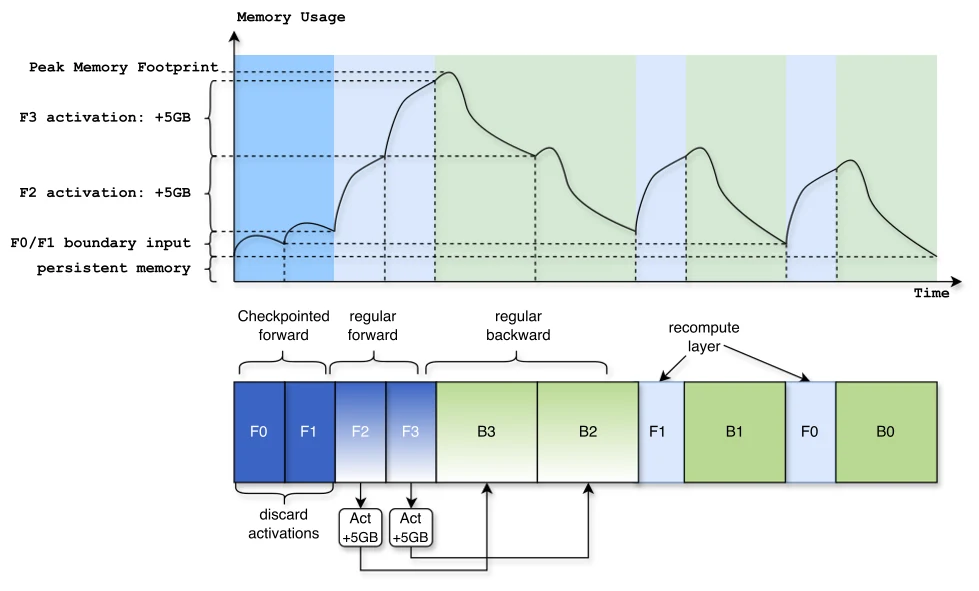 Memory Usage
Peak Memory Footprint
F3 activation: +5GB
F2 activation: +5GB
F0/F1 boundary input
persistent memory
Time
Checkpointed
forward
regular
forward
regular
backward
recompute
layer
F0
F1
F2
F3
B3
B2
F1
B1
F0
B0
discard
activations
Act
+5GB
Act
+5GB